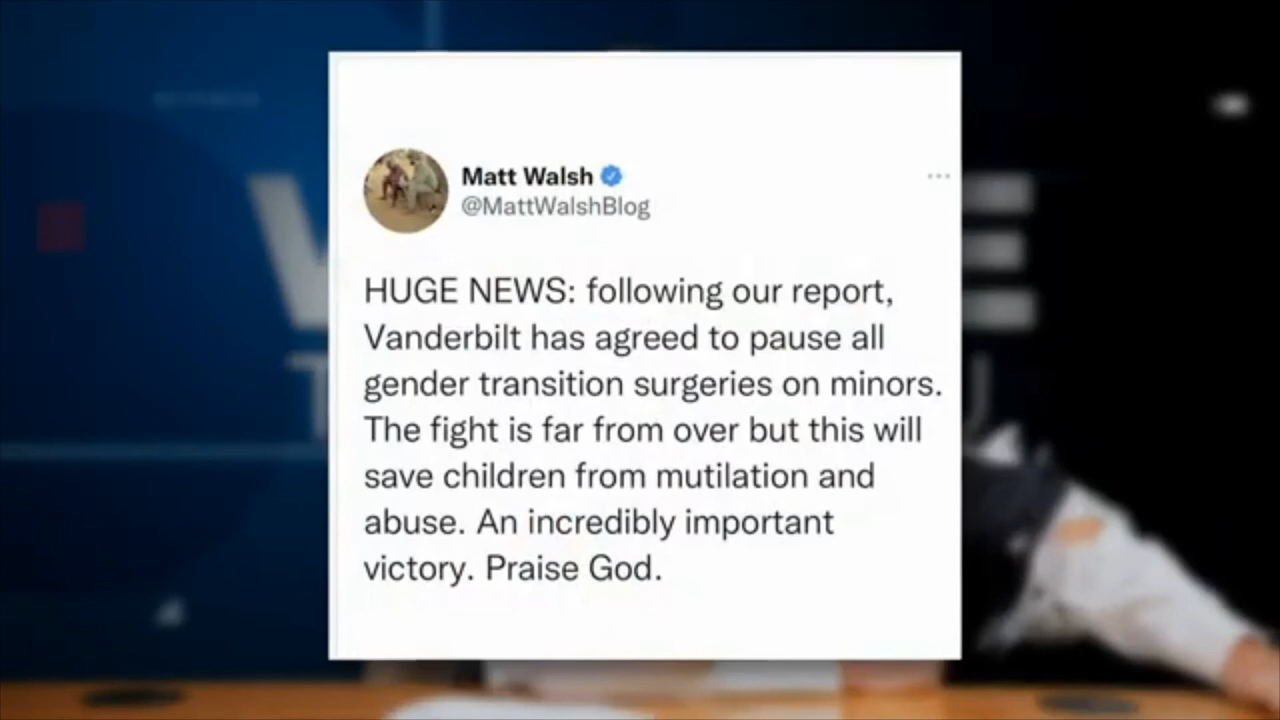 Matt Walsh
@MattWalshBlog
HUGE NEWS: following our report,
Vanderbilt has agreed to pause all
gender transition surgeries on minors.
The fight is far from over but this will
save children from mutilation and
abuse. An incredibly important
victory. Praise God.